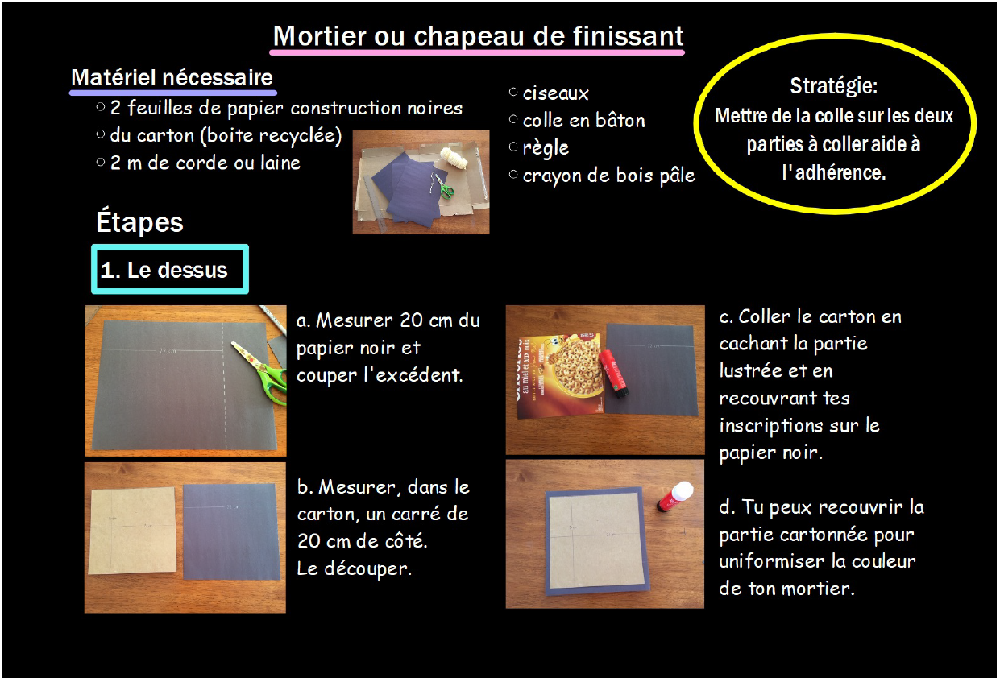 Mortier ou chapeau de finissant
Matériel nécessaire
2 feuilles de papier construction noires
du carton (boite recyclée)
2 m de corde ou laine
ciseaux
colle en bâton
règle
crayon de bois pâle
Stratégie:
Mettre de la colle sur les deux
parties à coller aide à
l'adhérence.
Étapes
1. Le dessus
a. Mesurer 20 cm du
papier noir et
couper l'excédent.
b. Mesurer, dans le
carton, un carré de
20 cm de côté.
Le découper.
c. Coller le carton en
cachant la partie
lustrée et en
recouvrant tes
inscriptions sur le
papier noir.
au miel et aux noix
d. Tu peux recouvrir la
partie cartonnée pour
uniformiser la couleur
de ton mortier.